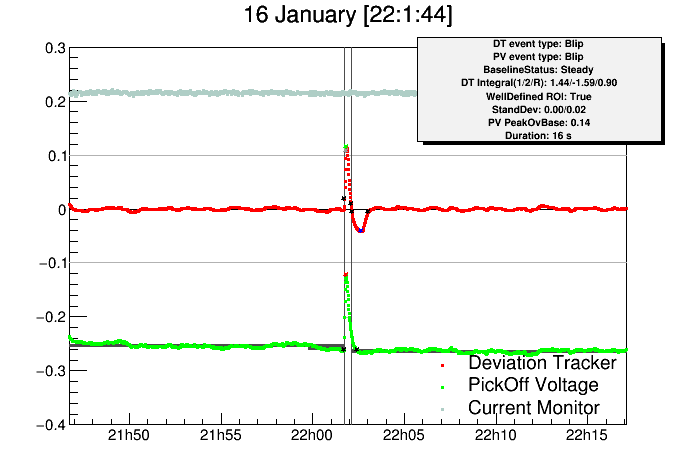 16 January [22:1:44]
DT event type: Blip
PV event type: Blip
BaselineStatus: Steady
DT Integral(1/2/R): 1.44/-1.59/0.90
WellDefined ROI: True
StandDev: 0.00/0.02
PV PeakOvBase: 0.14
Duration: 16 s
0.3
0.2
0.1
0
−0.1
−0.2
−0.3
−0.4
Deviation Tracker
PickOff Voltage
Current Monitor
21h50 21h55 22h00 22h05 22h10 22h15